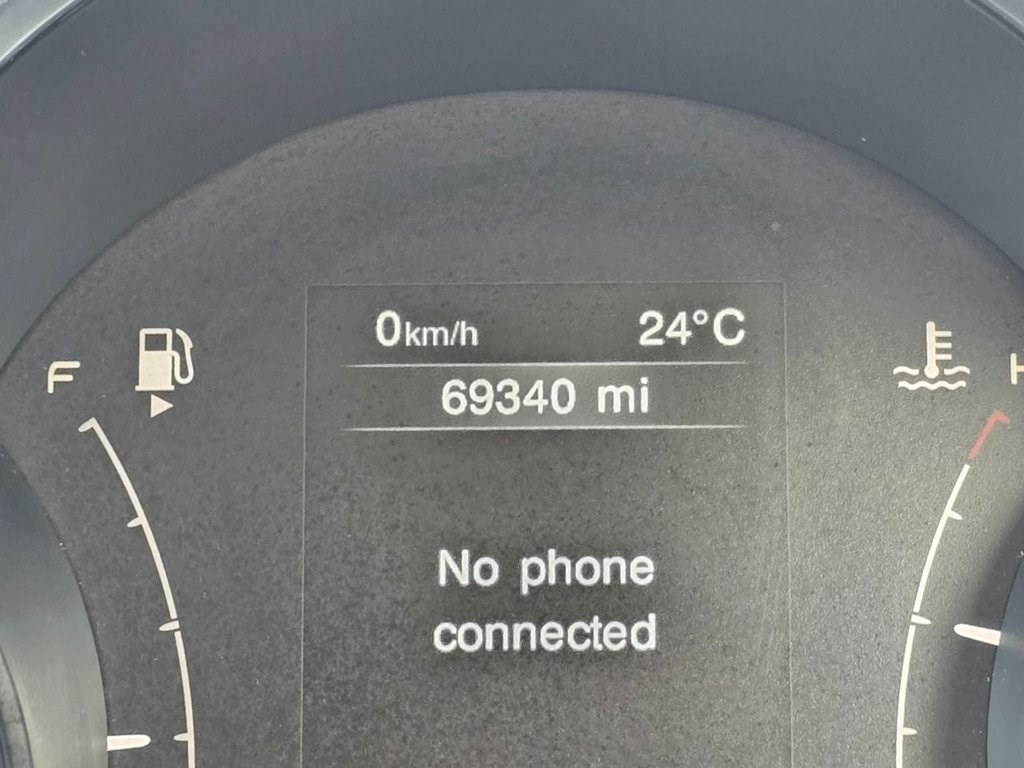 0km/h 24°C
F H
69340 mi
No phone
connected